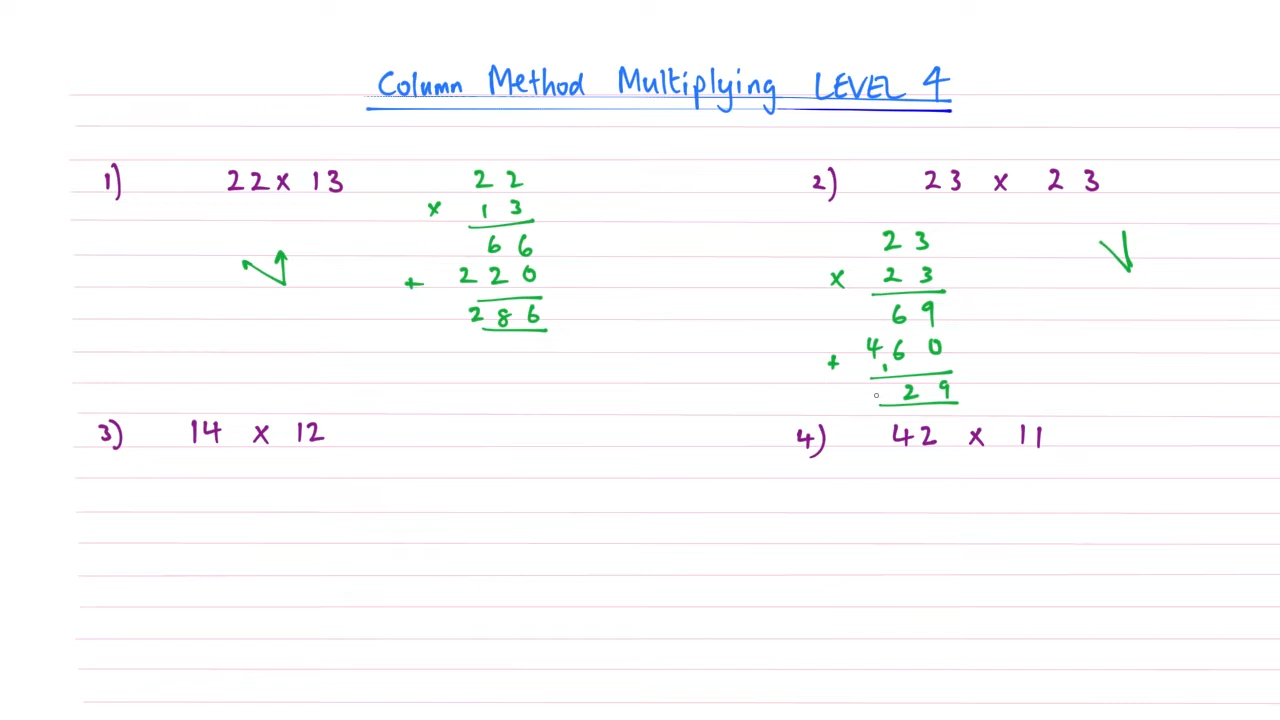 Column Method Multiplying LEVEL 4
1) 22 x 13
22
x 13
66
+ 220
286
2) 23 x 23
23
x 23
69
+ 460
1
29
3) 14 x 12
4) 42 x 11